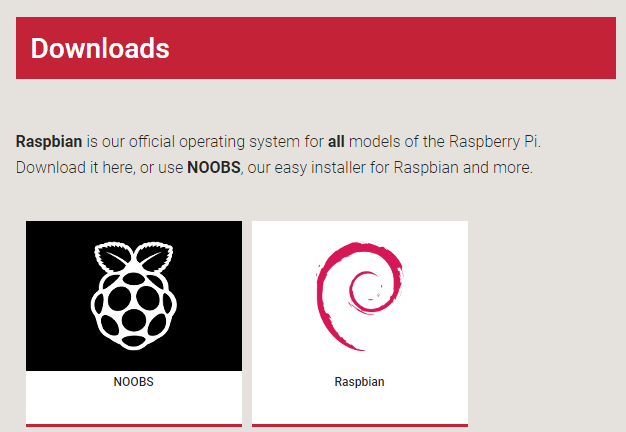 Downloads
Raspbian is our official operating system for all models of the Raspberry Pi.
Download it here, or use NOOBS, our easy installer for Raspbian and more.
NOOBS
Raspbian